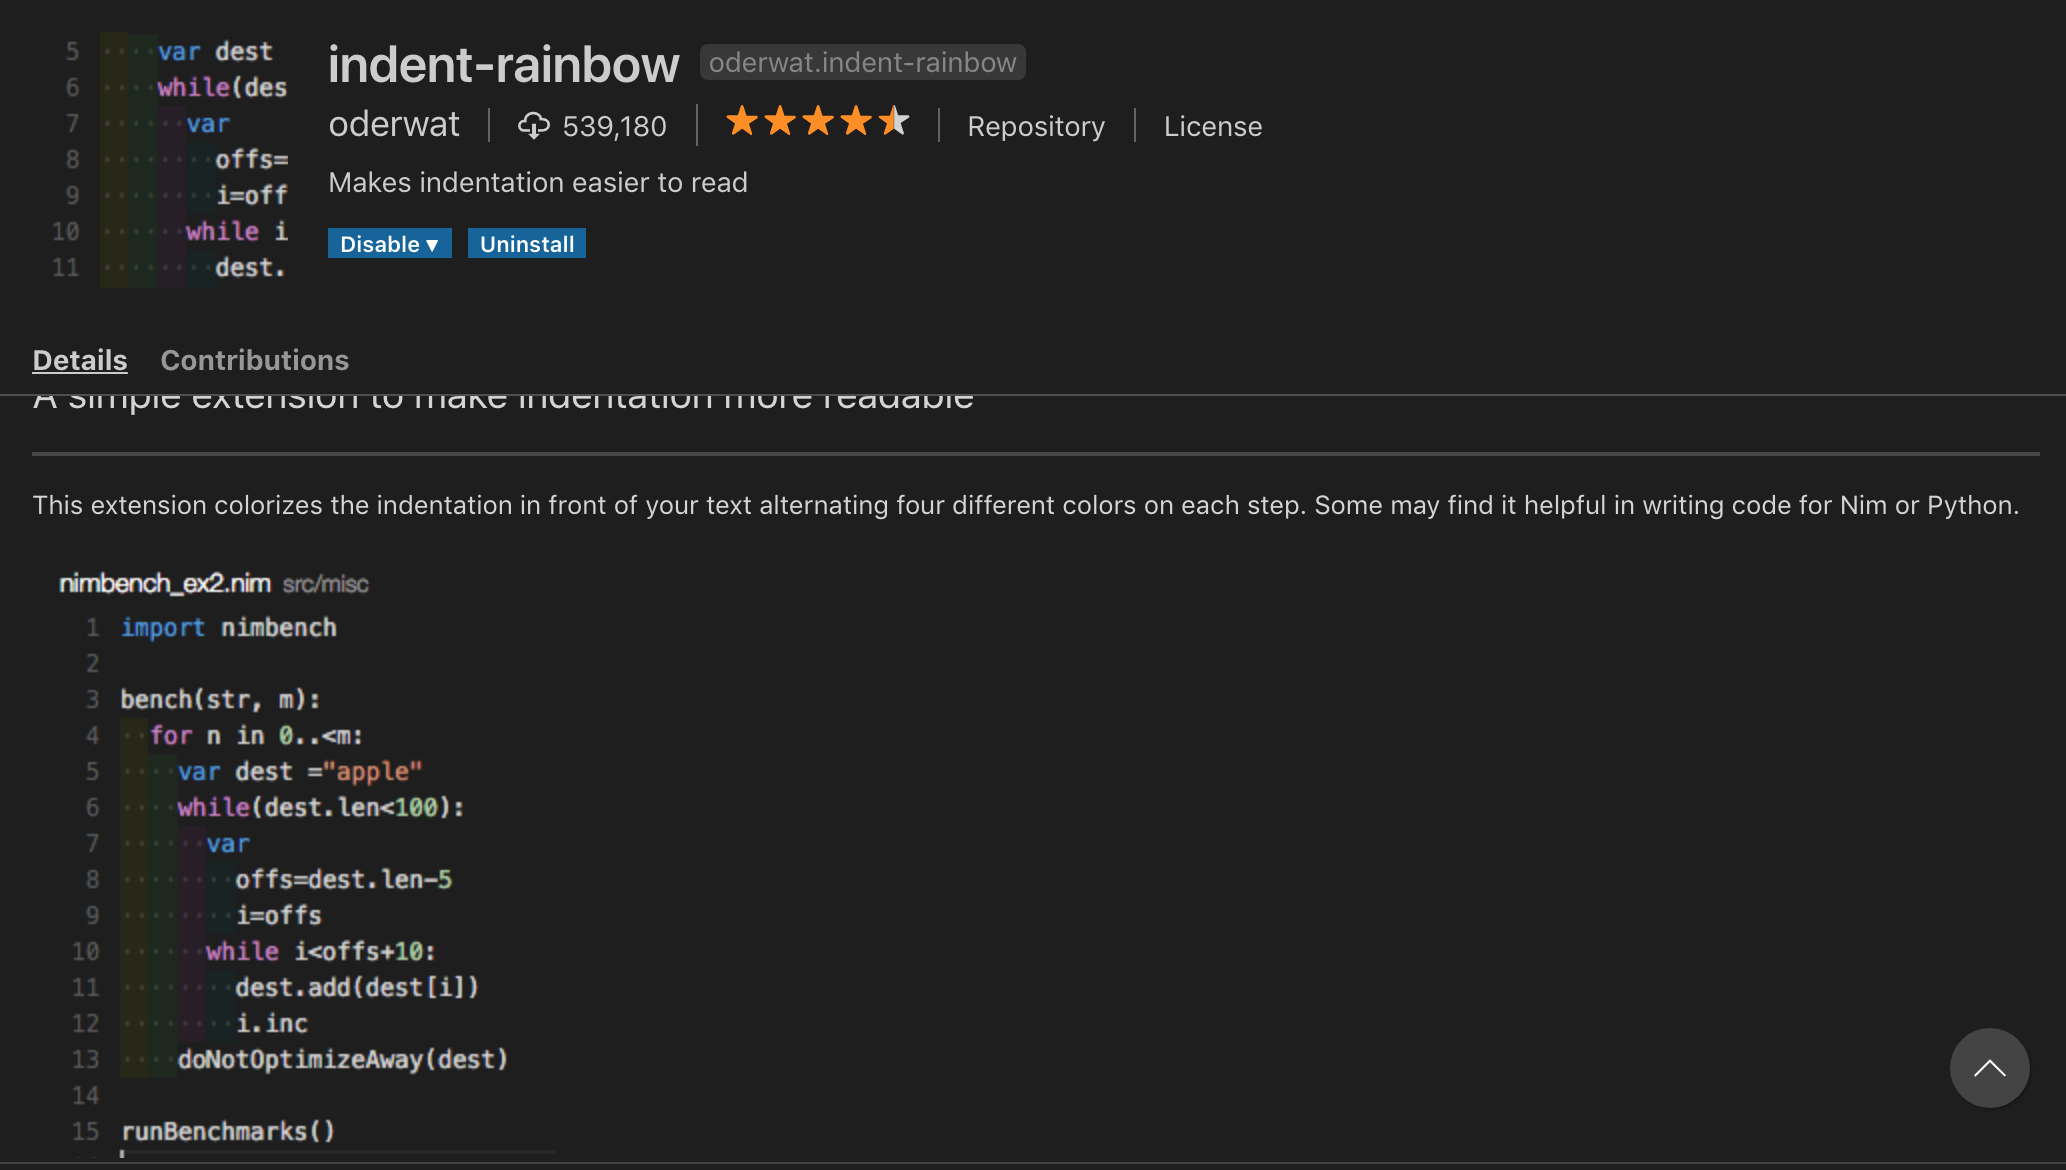 5 var dest
6 while(des
7 var
8 offs=
9 i=off
10 while i
11 dest.
indent-rainbow oderwat.indent-rainbow
oderwat 539,180 Repository License
Makes indentation easier to read
Disable ▾ Uninstall
Details Contributions
A simple extension to make indentation more readable
This extension colorizes the indentation in front of your text alternating four different colors on each step. Some may find it helpful in writing code for Nim or Python.
nimbench_ex2.nim src/misc
1 import nimbench
2
3 bench(str, m):
4 for n in 0..<m:
5 var dest ="apple"
6 while(dest.len<100):
7 var
8 offs=dest.len-5
9 i=offs
10 while i<offs+10:
11 dest.add(dest[i])
12 i.inc
13 doNotOptimizeAway(dest)
14
15 runBenchmarks()